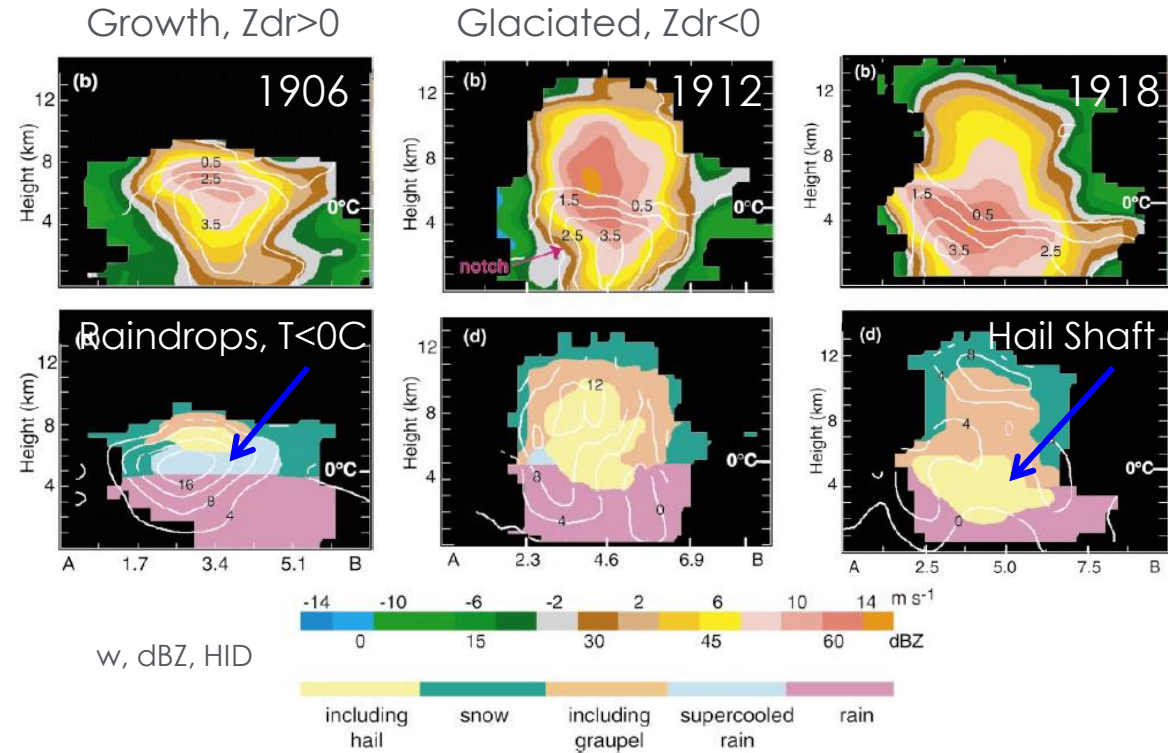 Growth, Zdr>0
Glaciated, Zdr<0
(b)
1906
Height (km)
12
8
4
0.5
2.5
3.5
0°C
(b)
1912
Height (km)
12
8
4
1.5
0.5
2.5
3.5
notch
0°C
(b)
1918
Height (km)
12
8
4
1.5
0.5
3.5
2.5
0°C
Raindrops, T<0C
Height (km)
12
8
4
16
8
4
0°C
A 1.7 3.4 5.1 B
(d)
Height (km)
12
8
4
12
8
4
0
0°C
2.3 4.6 6.9
(d)
Hail Shaft
Height (km)
12
8
4
8
4
4
0
0
0°C
A 2.5 5.0 7.5 B
-14 -10 -6 -2 2 6 10 14 m s-1
0 15 30 45 60 dBZ
w, dBZ, HID
including hail
snow
including graupel
supercooled rain
rain